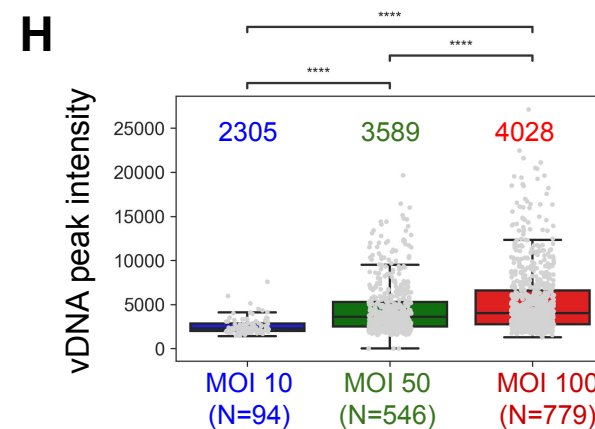 H
****
****
****
vDNA peak intensity
25000
20000
15000
10000
5000
0
2305
3589
4028
MOI 10
(N=94)
MOI 50
(N=546)
MOI 100
(N=779)